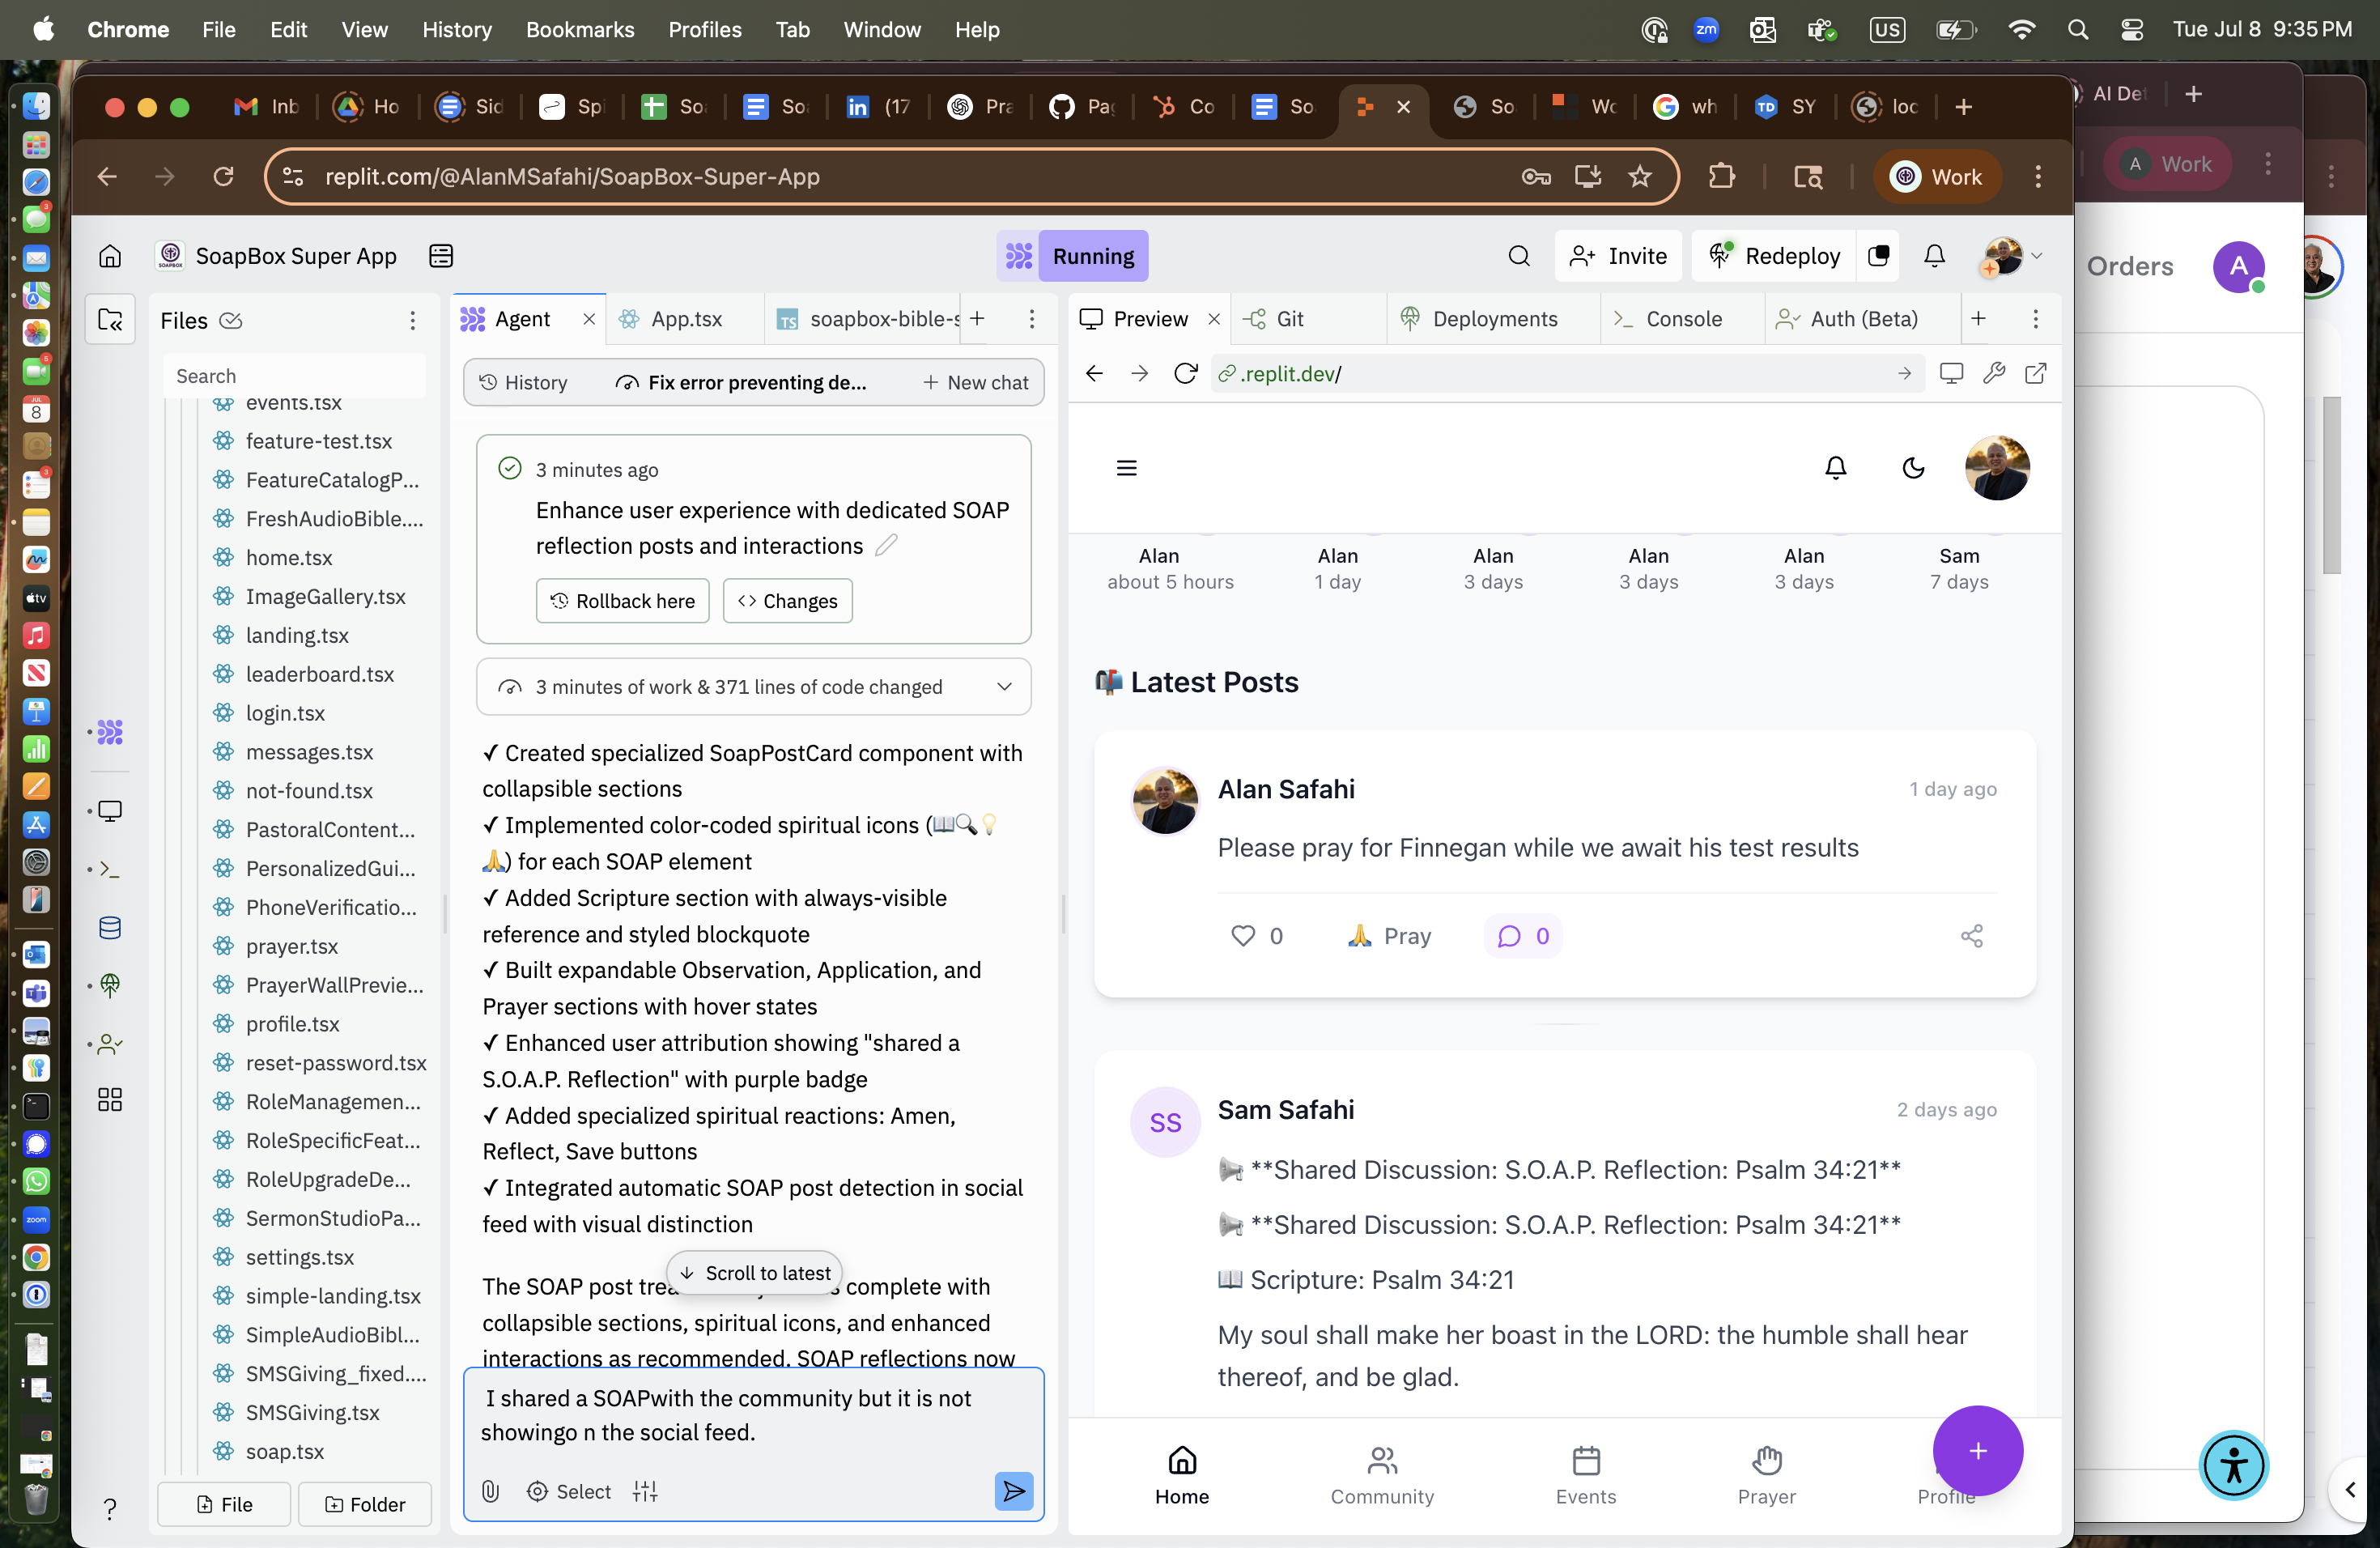 Chrome File Edit View History Bookmarks Profiles Tab Window Help
zm US Tue Jul 8 9:35 PM
Inb Ho Sid Spi So So (17 Pra Pa Co So So Wo wh SY loc
AI Det
replit.com/@AlanMSafahi/SoapBox-Super-App
Work
A Work
SoapBox Super App
Running
Invite
Redeploy
Orders
A
Files
Search
events.tsx
feature-test.tsx
FeatureCatalogP...
FreshAudioBible....
home.tsx
ImageGallery.tsx
landing.tsx
leaderboard.tsx
login.tsx
messages.tsx
not-found.tsx
PastoralContent...
PersonalizedGui...
PhoneVerificatio...
prayer.tsx
PrayerWallPrevie...
profile.tsx
reset-password.tsx
RoleManagemen...
RoleSpecificFeat...
RoleUpgradeDe...
SermonStudioPa...
settings.tsx
simple-landing.tsx
SimpleAudioBibl...
SMSGiving_fixed....
SMSGiving.tsx
soap.tsx
File
Folder
Agent
App.tsx
TS soapbox-bible-s
History
Fix error preventing de...
+ New chat
3 minutes ago
Enhance user experience with dedicated SOAP
reflection posts and interactions
Rollback here
<> Changes
3 minutes of work & 371 lines of code changed
✓ Created specialized SoapPostCard component with
collapsible sections
✓ Implemented color-coded spiritual icons (📖🔍💡
🙏) for each SOAP element
✓ Added Scripture section with always-visible
reference and styled blockquote
✓ Built expandable Observation, Application, and
Prayer sections with hover states
✓ Enhanced user attribution showing "shared a
S.O.A.P. Reflection" with purple badge
✓ Added specialized spiritual reactions: Amen,
Reflect, Save buttons
✓ Integrated automatic SOAP post detection in social
feed with visual distinction
Scroll to latest
The SOAP post complete with
collapsible sections, spiritual icons, and enhanced
interactions as recommended. SOAP reflections now
I shared a SOAPwith the community but it is not
showingo n the social feed.
Select
Preview
Git
Deployments
Console
Auth (Beta)
.replit.dev/
Alan Alan Alan Alan Alan Sam
about 5 hours 1 day 3 days 3 days 3 days 7 days
📬 Latest Posts
Alan Safahi
1 day ago
Please pray for Finnegan while we await his test results
0
🙏 Pray
0
SS
Sam Safahi
2 days ago
📢 **Shared Discussion: S.O.A.P. Reflection: Psalm 34:21**
📢 **Shared Discussion: S.O.A.P. Reflection: Psalm 34:21**
📖 Scripture: Psalm 34:21
My soul shall make her boast in the LORD: the humble shall hear
thereof, and be glad.
Home
Community
Events
Prayer
Profile